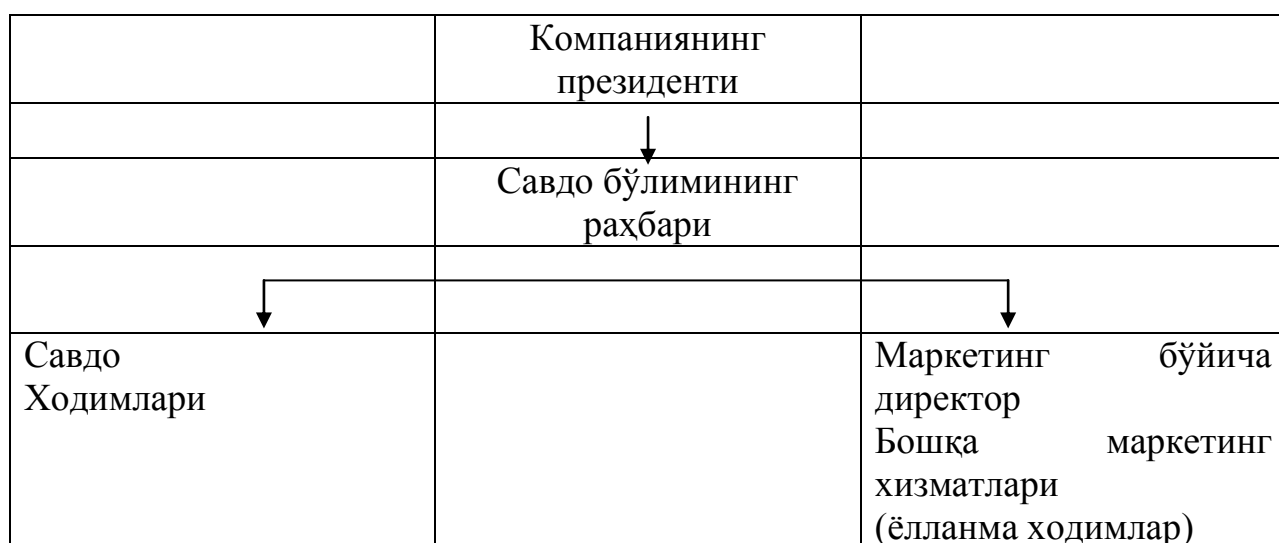 Компаниянинг
президенти
Савдо бўлимининг
раҳбари
Савдо
Ходимлари
Маркетинг бўйича
директор
Бошқа маркетинг
хизматлари
(ёлланма ходимлар)